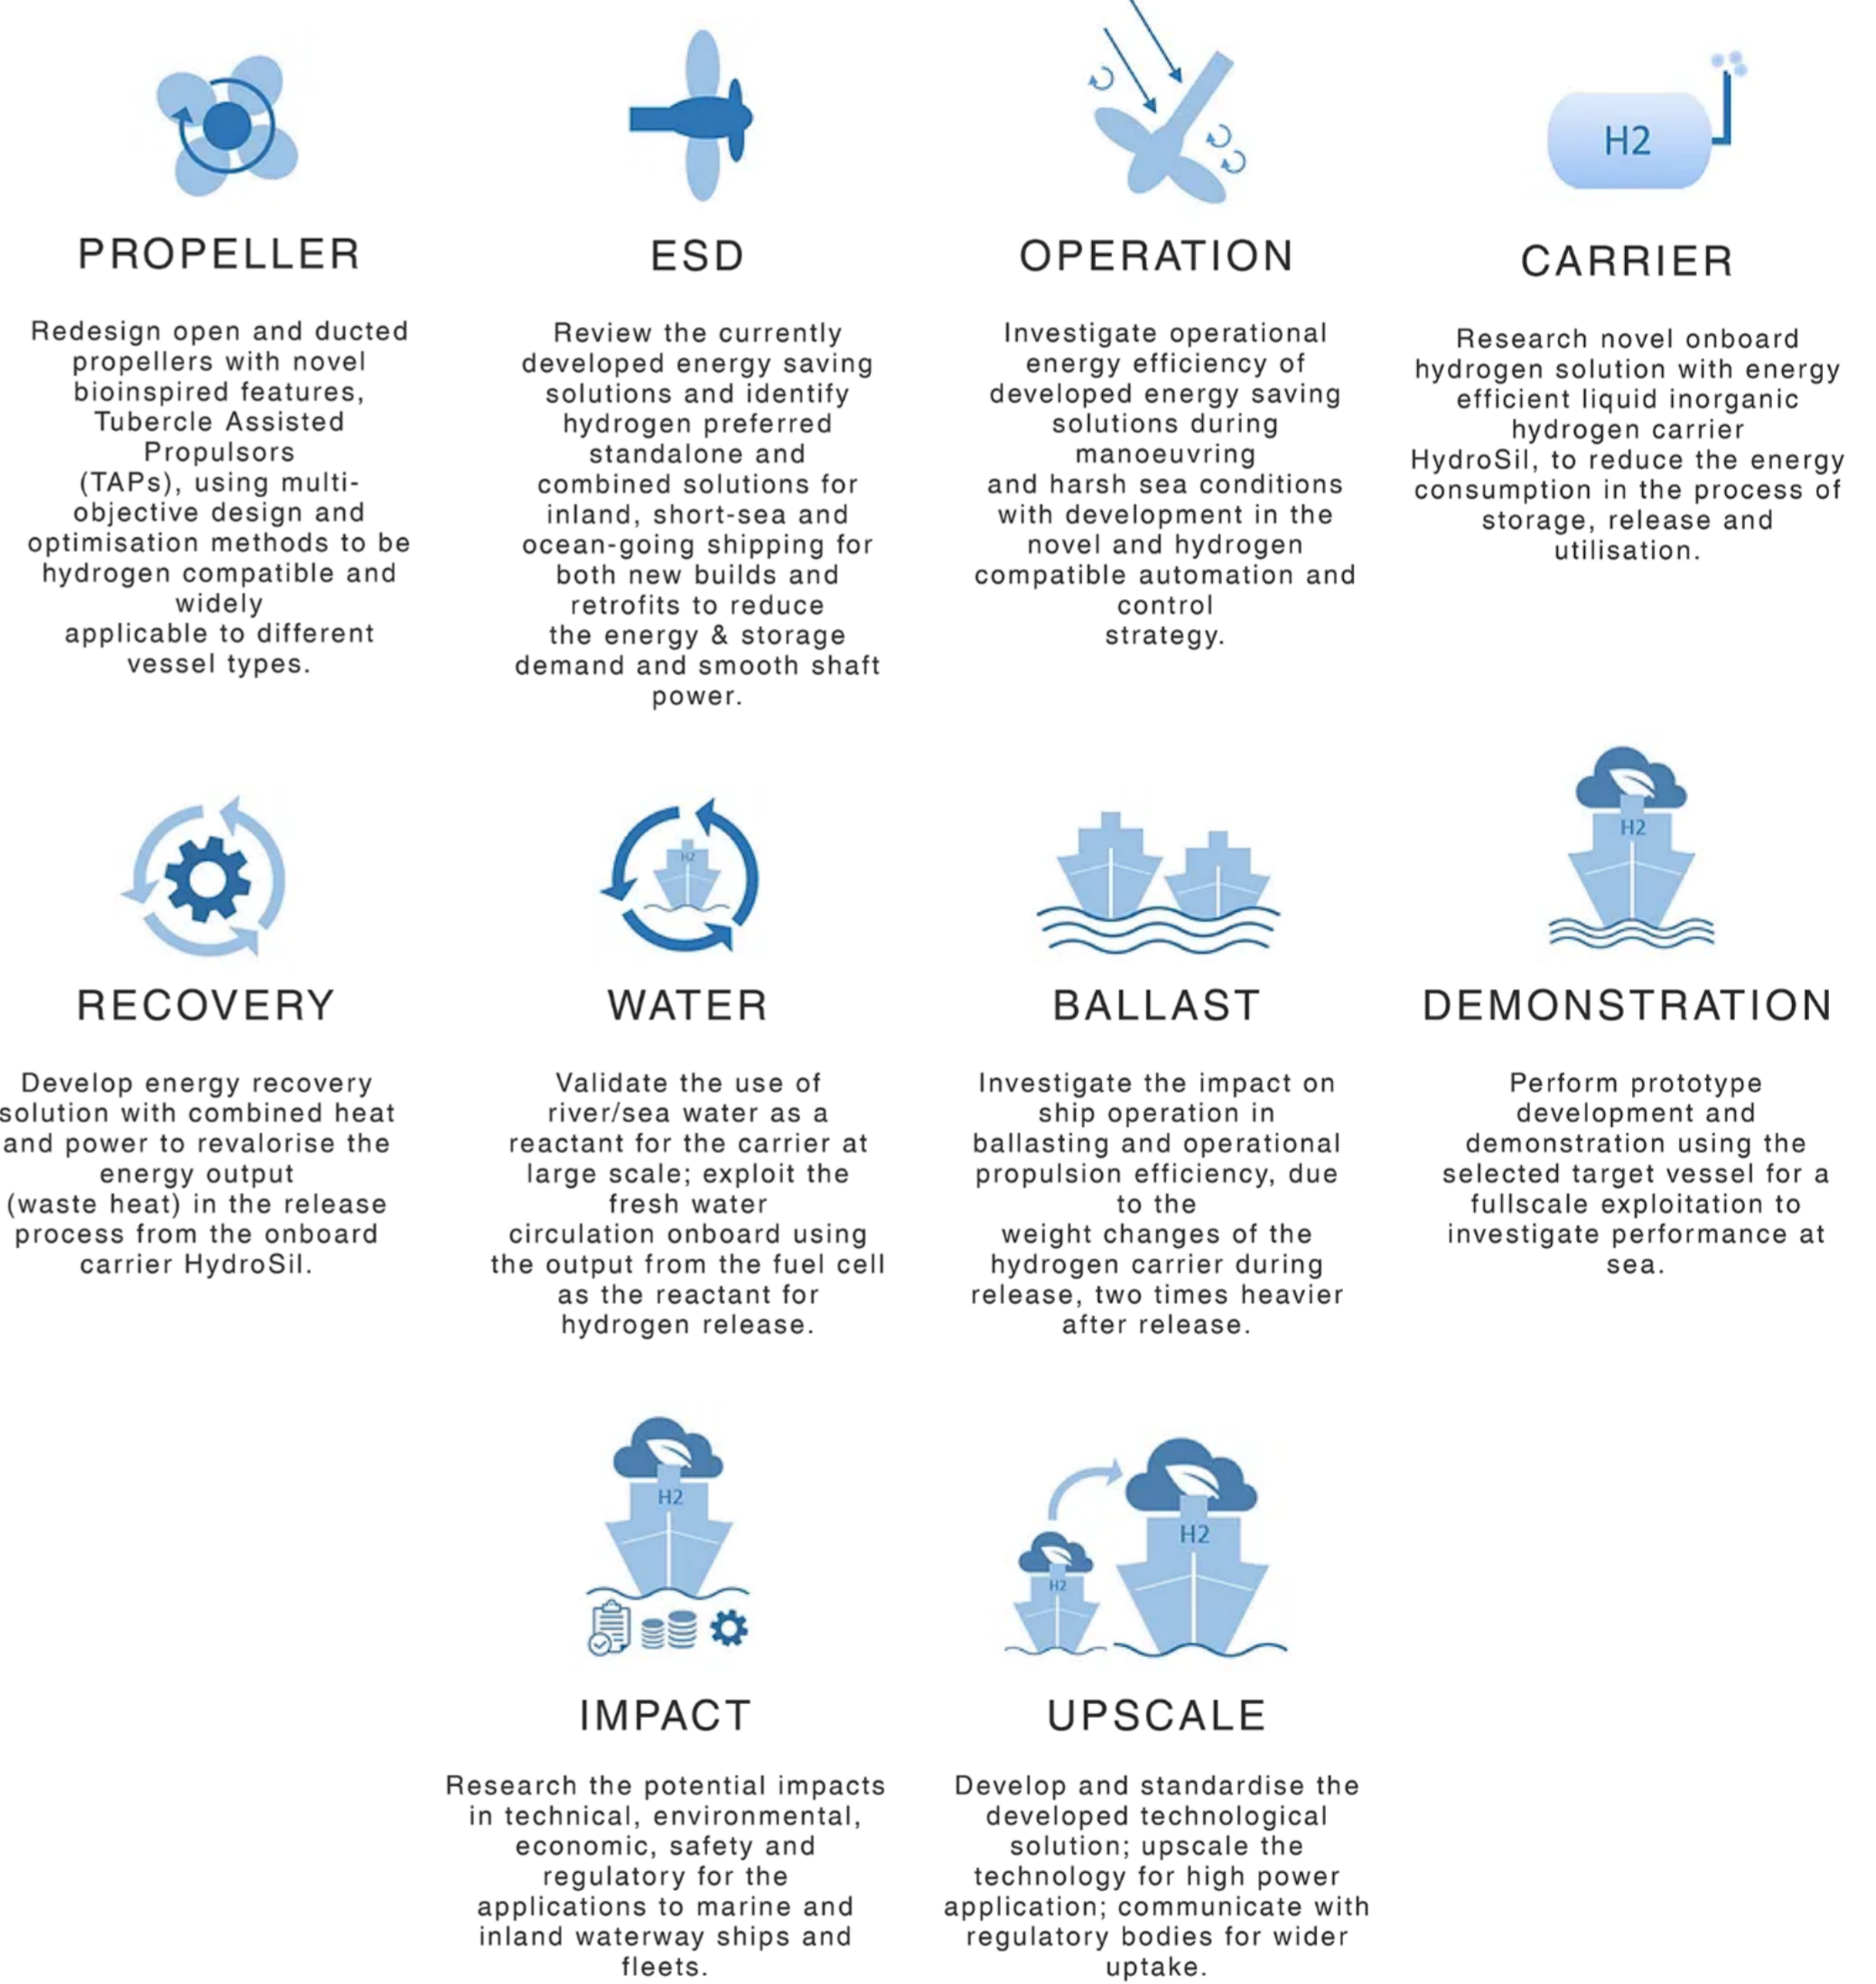 H2
PROPELLER
Redesign open and ducted
propellers with novel
bioinspired features,
Tubercle Assisted
Propulsors
(TAPs), using multi-
objective design and
optimisation methods to be
hydrogen compatible and
widely
applicable to different
vessel types.
ESD
Review the currently
developed energy saving
solutions and identify
hydrogen preferred
standalone and
combined solutions for
inland, short-sea and
ocean-going shipping for
both new builds and
retrofits to reduce
the energy & storage
demand and smooth shaft
power.
OPERATION
Investigate operational
energy efficiency of
developed energy saving
solutions during
manoeuvring
and harsh sea conditions
with development in the
novel and hydrogen
compatible automation and
control
strategy.
CARRIER
Research novel onboard
hydrogen solution with energy
efficient liquid inorganic
hydrogen carrier
HydroSil, to reduce the energy
consumption in the process of
storage, release and
utilisation.
RECOVERY
Develop energy recovery
solution with combined heat
and power to revalorise the
energy output
(waste heat) in the release
process from the onboard
carrier HydroSil.
H2
WATER
Validate the use of
river/sea water as a
reactant for the carrier at
large scale; exploit the
fresh water
circulation onboard using
the output from the fuel cell
as the reactant for
hydrogen release.
BALLAST
Investigate the impact on
ship operation in
ballasting and operational
propulsion efficiency, due
to the
weight changes of the
hydrogen carrier during
release, two times heavier
after release.
H2
DEMONSTRATION
Perform prototype
development and
demonstration using the
selected target vessel for a
fullscale exploitation to
investigate performance at
sea.
H2
IMPACT
Research the potential impacts
in technical, environmental,
economic, safety and
regulatory for the
applications to marine and
inland waterway ships and
fleets.
H2
H2
UPSCALE
Develop and standardise the
developed technological
solution; upscale the
technology for high power
application; communicate with
regulatory bodies for wider
uptake.